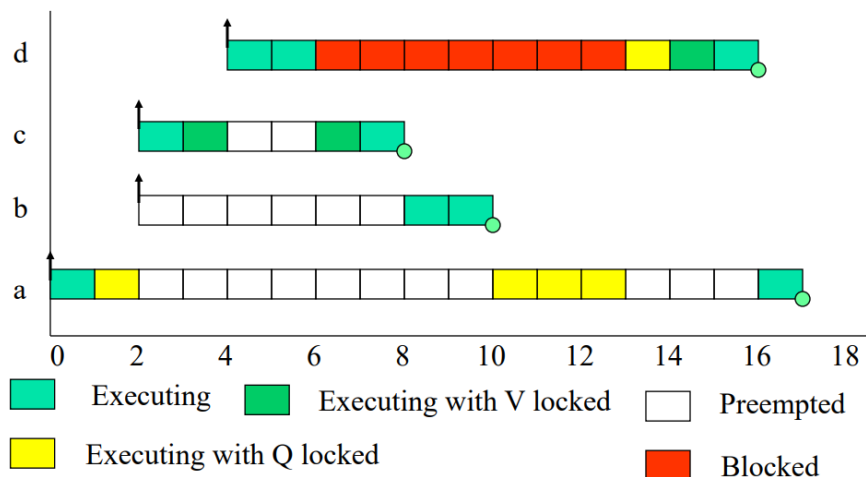 d
c
b
a
0 2 4 6 8 10 12 14 16 18
Executing Executing with V locked Preempted
Executing with Q locked Blocked